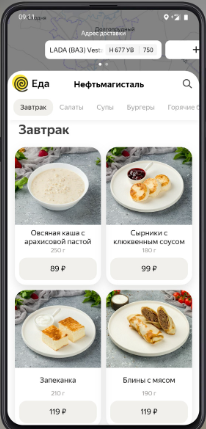 09:11
Адрес доставки
LADA (ВАЗ) Vest
Н 677 УВ
750
Еда
Нефтьмагистраль
Завтрак
Салаты
Супы
Бургеры
Горячие
Завтрак
Овсяная каша с
арахисовой пастой
250 г
89 ₽
Сырники с
клюквенным соусом
180 г
99 ₽
Запеканка
210 г
119 ₽
Блины с мясом
190 г
119 ₽